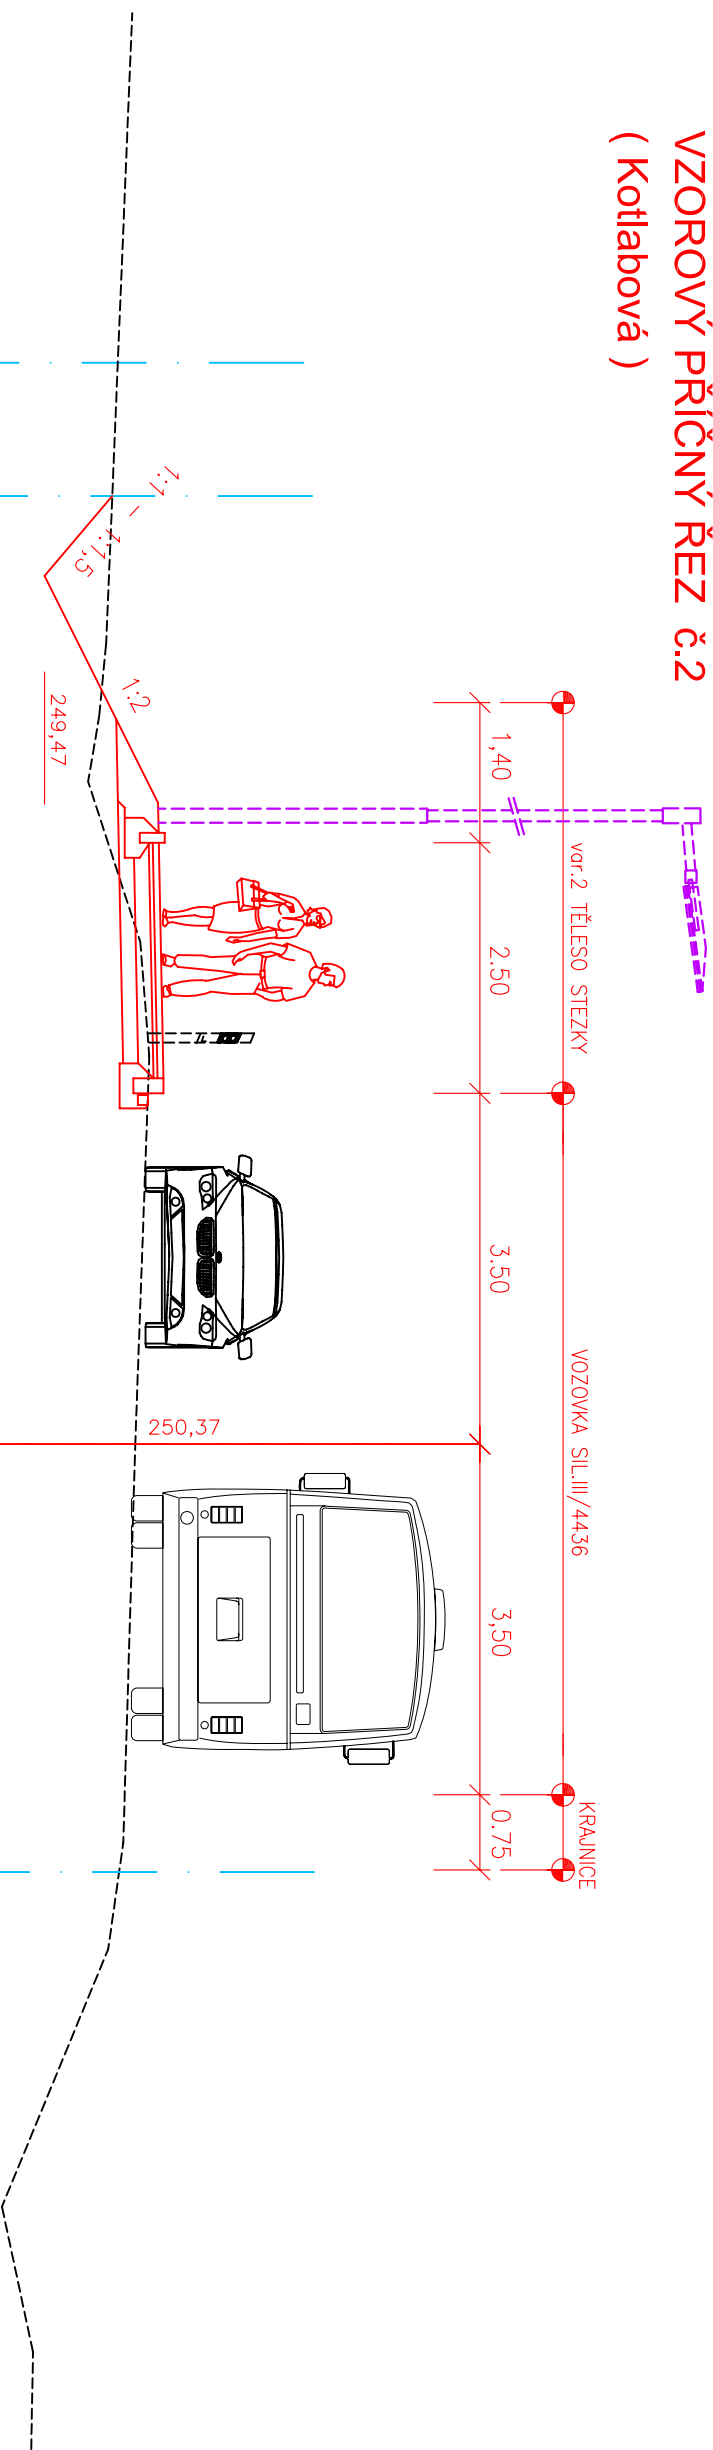 VZOROVÝ PŘÍČNÝ ŘEZ č.2
( Kotlabová )
var.2 TĚLESO STEZKY
VOZOVKA SIL.III/4436
KRAJNICE
1,40
2.50
3.50
3,50
0.75
250,37
1:1 – 1:1,5
1:2
249,47